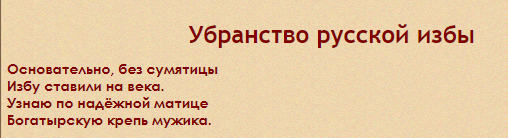 Убранство русской избы
Основательно, без сумятицы
Избу ставили на века.
Узнаю по надёжной матице
Богатырскую крепь мужика.